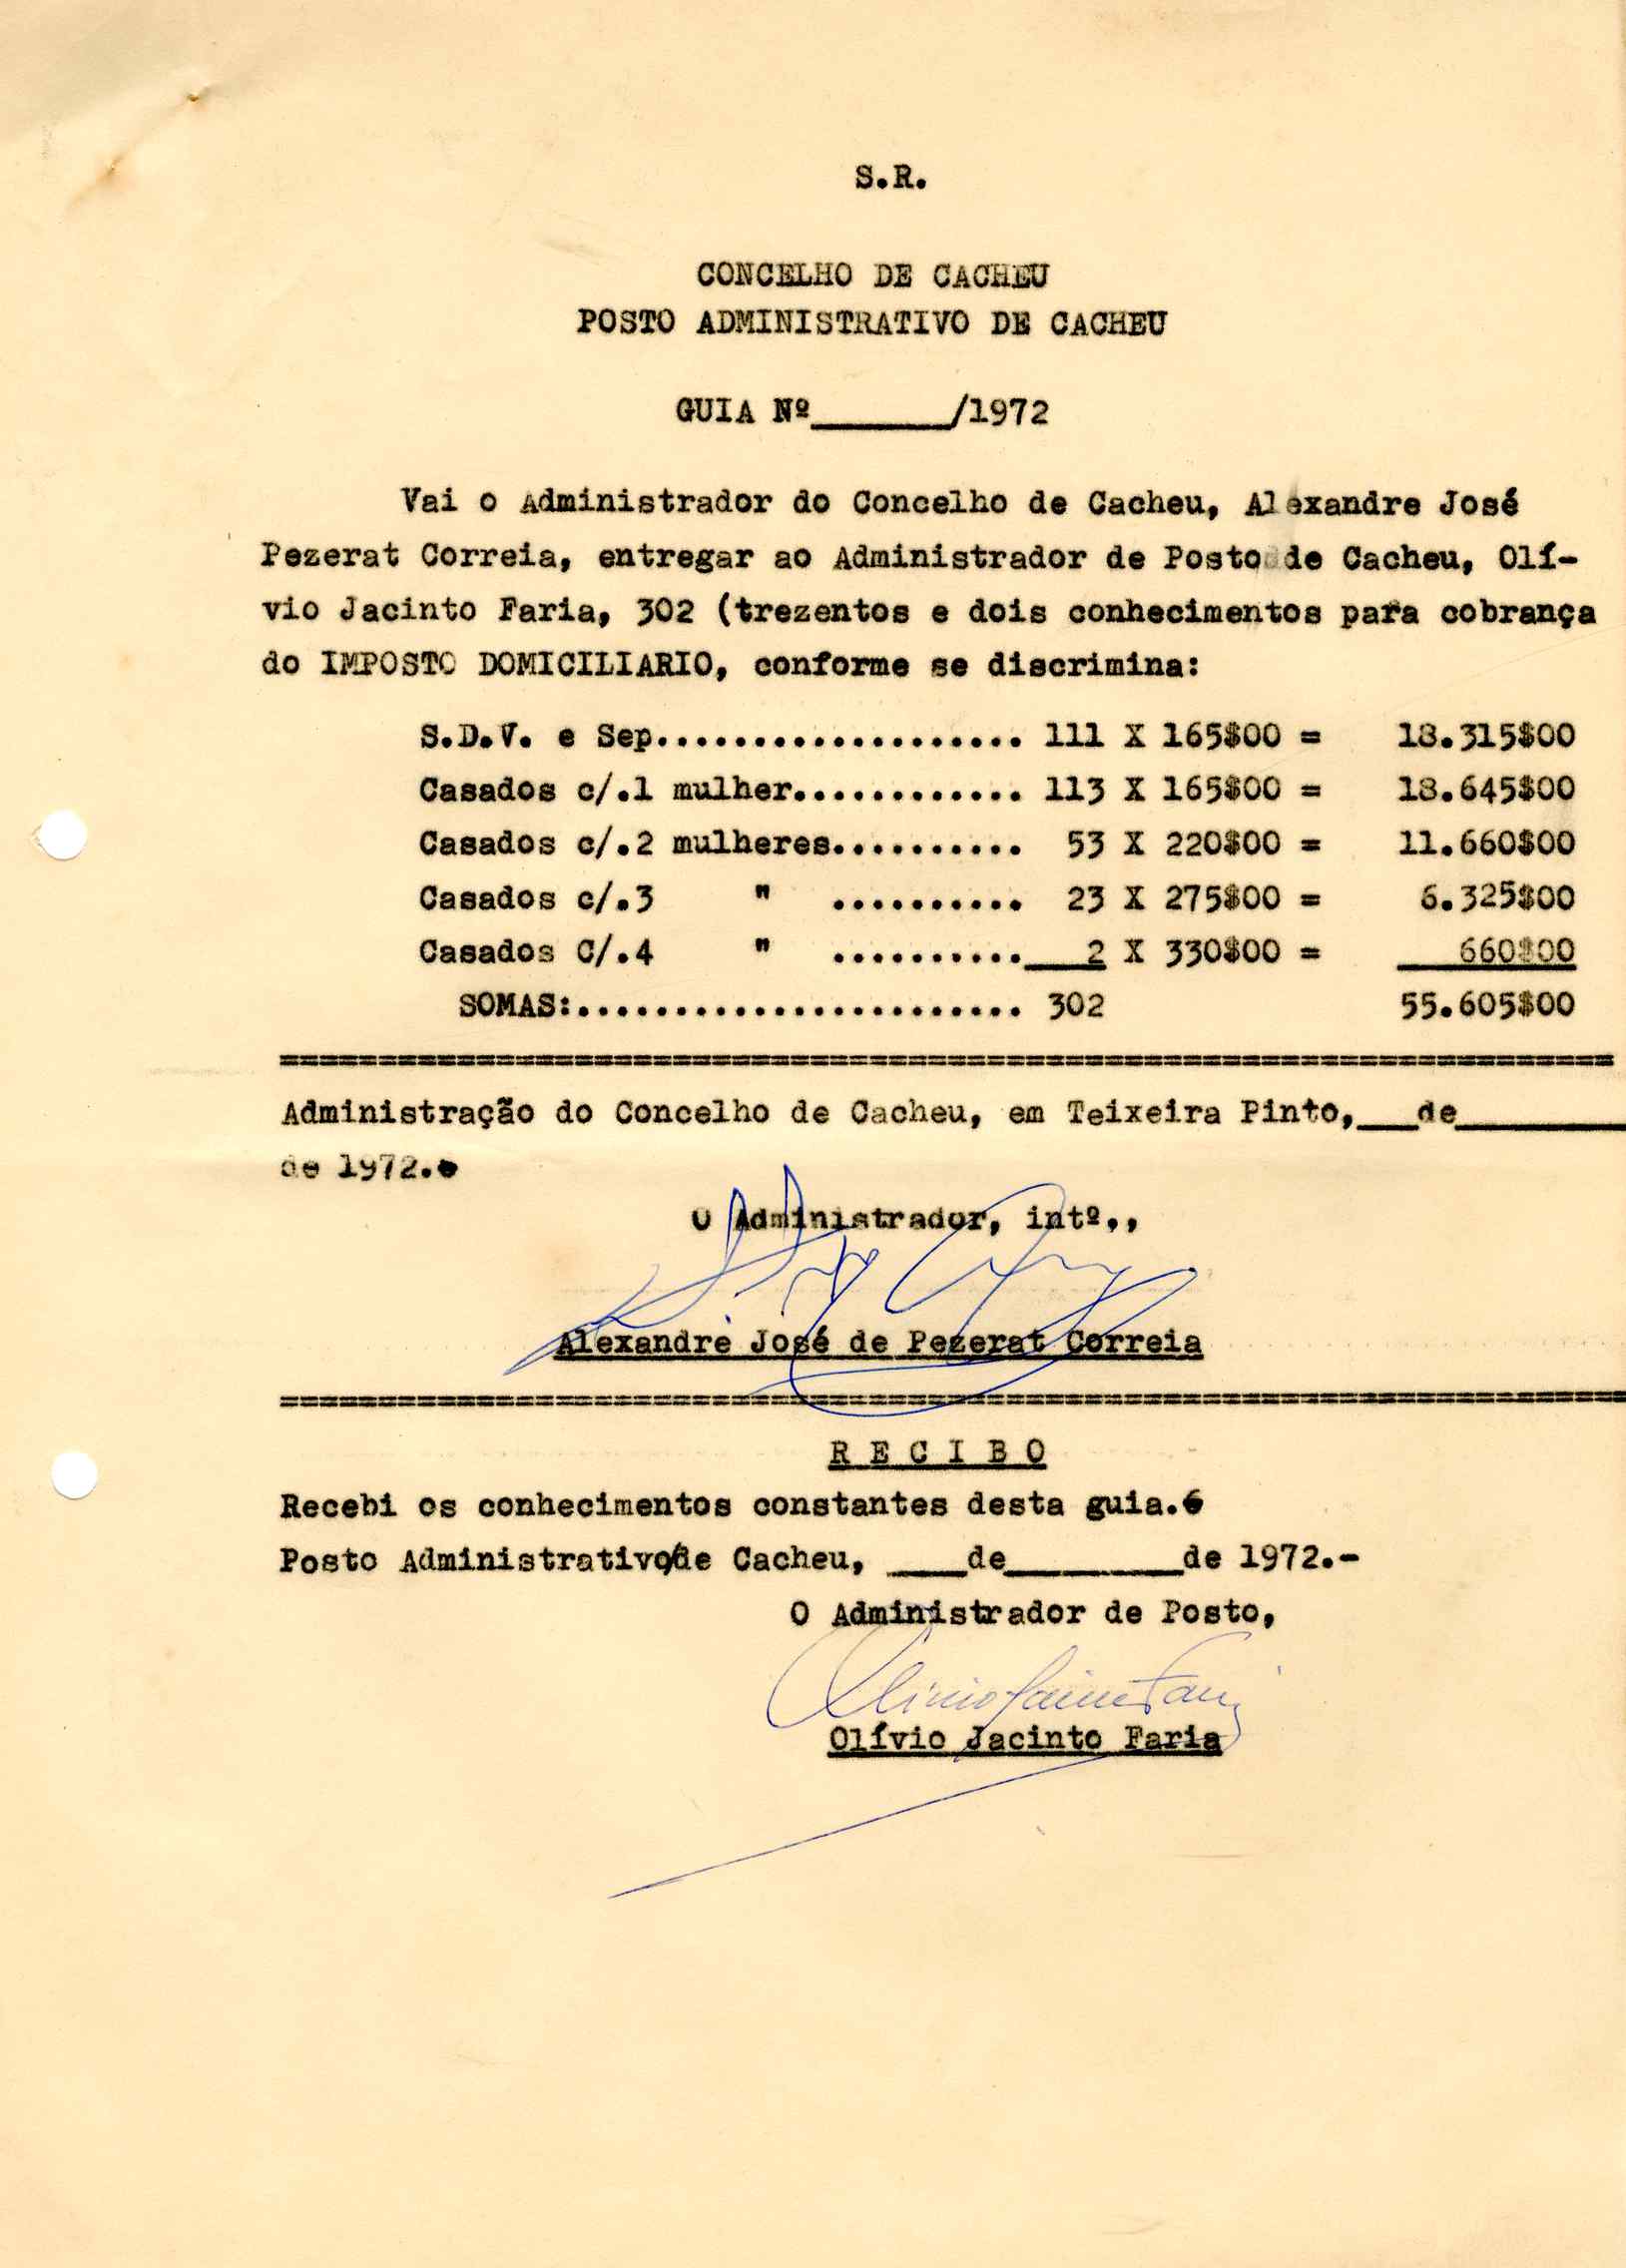 S.R.
CONCELHO DE CACHEU
POSTO ADMINISTRATIVO DE CACHEU
GUIA Nº_______/1972
Vai o Administrador do Concelho de Cacheu, Alexandre José
Pezerat Correia, entregar ao Administrador de Posto de Cacheu, Olí-
vio Jacinto Faria, 302 (trezentos e dois conhecimentos para cobrança
do IMPOSTO DOMICILIARIO, conforme se discrimina:
S.D.V. e Sep................... 111 X 165$00 = 18.315$00
Casados c/.1 mulher............ 113 X 165$00 = 18.645$00
Casados c/.2 mulheres.......... 53 X 220$00 = 11.660$00
Casados c/.3 " .......... 23 X 275$00 = 6.325$00
Casados C/.4 " .......... 2 X 330$00 = 660$00
SOMAS:....................... 302 55.605$00
====================================================================
Administração do Concelho de Cacheu, em Teixeira Pinto,___de_________
de 1972.
O Administrador, intº.,
Alexandre José de Pezerat Correia
====================================================================
R E C I B O
Recebi os conhecimentos constantes desta guia.
Posto Administrativo/de Cacheu, ____de_________de 1972.-
O Administrador de Posto,
Olívio Jacinto Faria